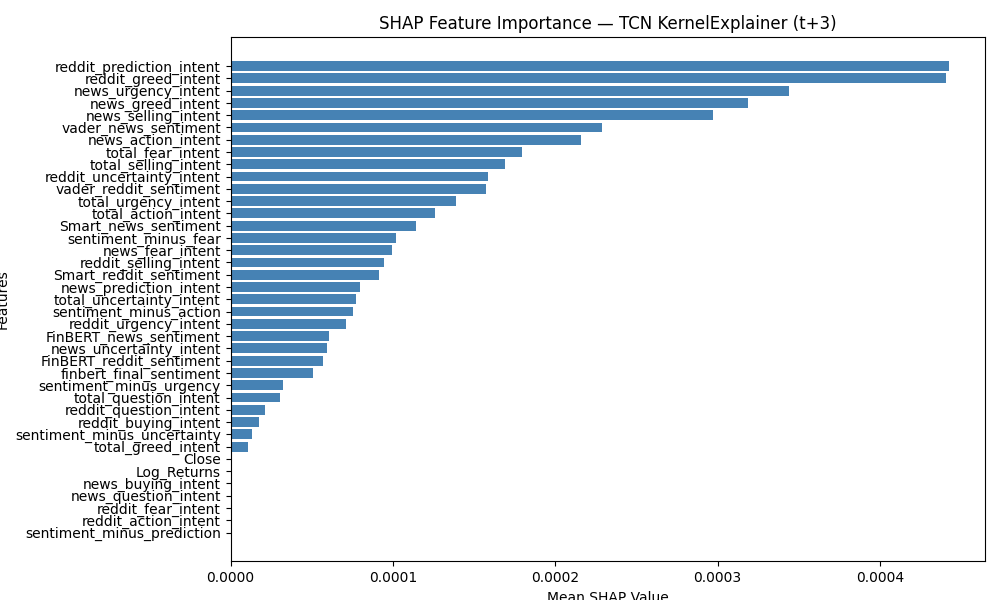 SHAP Feature Importance — TCN KernelExplainer (t+3)
reddit_prediction_intent
reddit_greed_intent
news_urgency_intent
news_greed_intent
news_selling_intent
vader_news_sentiment
news_action_intent
total_fear_intent
total_selling_intent
reddit_uncertainty_intent
vader_reddit_sentiment
total_urgency_intent
total_action_intent
Smart_news_sentiment
sentiment_minus_fear
news_fear_intent
reddit_selling_intent
Smart_reddit_sentiment
news_prediction_intent
total_uncertainty_intent
sentiment_minus_action
reddit_urgency_intent
FinBERT_news_sentiment
news_uncertainty_intent
FinBERT_reddit_sentiment
finbert_final_sentiment
sentiment_minus_urgency
total_question_intent
reddit_question_intent
reddit_buying_intent
sentiment_minus_uncertainty
total_greed_intent
Close
Log_Returns
news_buying_intent
news_question_intent
reddit_fear_intent
reddit_action_intent
sentiment_minus_prediction
Features
0.0000 0.0001 0.0002 0.0003 0.0004
Mean SHAP Value